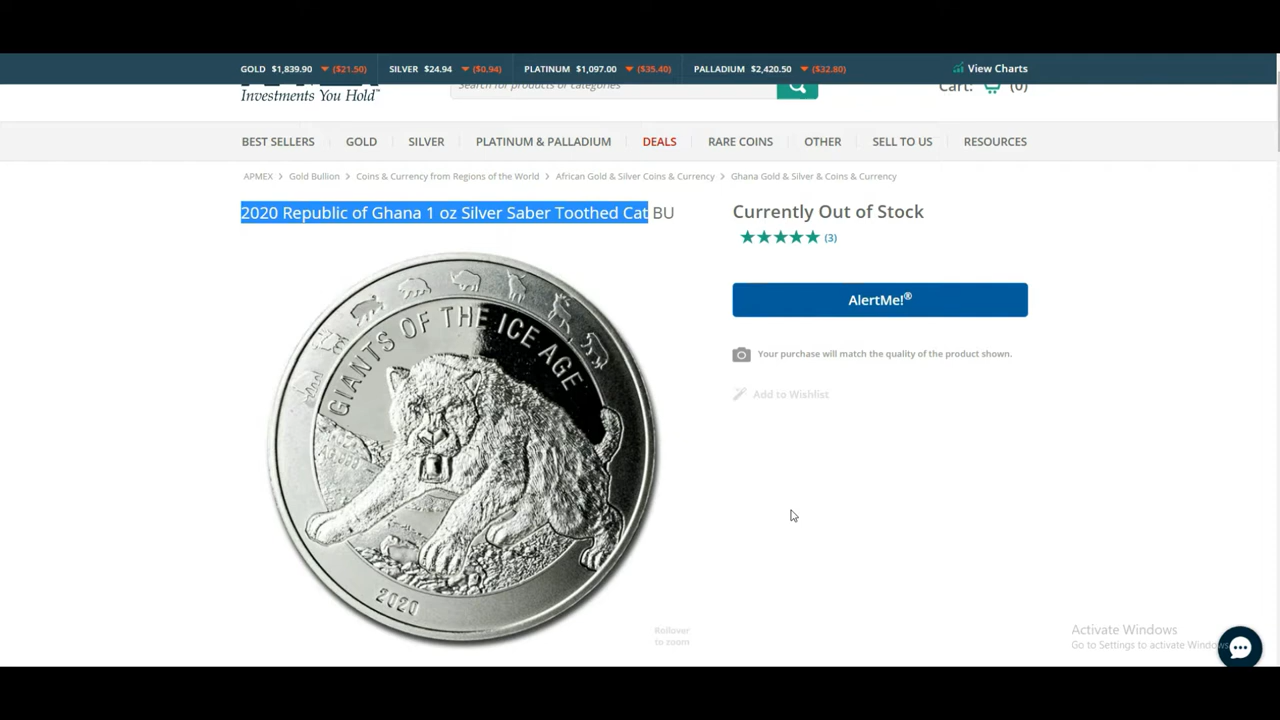 GOLD $1,839.90 ($21.50) SILVER $24.94 ($0.94) PLATINUM $1,097.00 ($35.40) PALLADIUM $2,420.50 ($32.80) View Charts
Investments You Hold™ Search for products or categories Cart: (0)
BEST SELLERS GOLD SILVER PLATINUM & PALLADIUM DEALS RARE COINS OTHER SELL TO US RESOURCES
APMEX > Gold Bullion > Coins & Currency from Regions of the World > African Gold & Silver Coins & Currency > Ghana Gold & Silver & Coins & Currency
2020 Republic of Ghana 1 oz Silver Saber Toothed Cat BU
Currently Out of Stock
(3)
AlertMe!®
Your purchase will match the quality of the product shown.
Add to Wishlist
GIANTS OF THE ICE AGE
2020
Rollover
to zoom
Activate Windows
Go to Settings to activate Windows